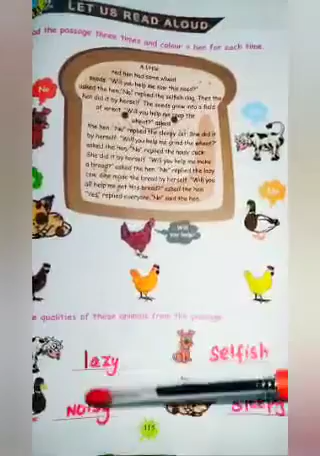 LET US READ ALOUD
ad the passage three times and colour a hen for each time.
A little
red hen had some wheat
seeds. "Will you help me sow the seed?"
asked the hen. "No" replied the selfish dog. Then the
hen did it by herself. The seeds grew into a field
of wheat. "Will you help me reap the
wheat?" asked
the hen. "No" replied the sleepy cat. She did it
by herself. "Will you help me grind the wheat?"
asked the hen. "No" replied the noisy duck.
She did it by herself. "Will you help me make
a bread?" asked the hen. "No" replied the lazy
cow. She made the bread by herself. "Will you
all help me eat this bread?" asked the hen.
"Yes," replied everyone. "No" said the hen.
No
No
Will
you help?
e qualities of these animals from the passage.
lazy
selfish
Noisy
Sleepy
115